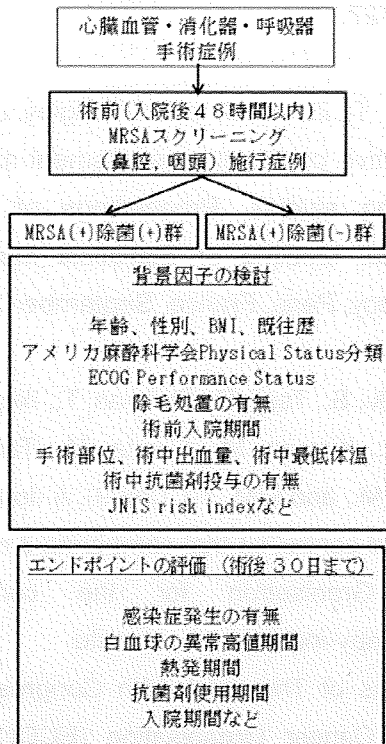 心臓血管・消化器・呼吸器
手術症例
術前(入院後４８時間以内)
MRSAスクリーニング
(鼻腔,咽頭)施行症例
MRSA(+)除菌(+)群
MRSA(+)除菌(-)群
背景因子の検討
年齢、性別、BMI、既往歴
アメリカ麻酔科学会Physical Status分類
ECOG Performance Status
除毛処置の有無
術前入院期間
手術部位、術中出血量、術中最低体温
術中抗菌剤投与の有無
JNIS risk indexなど
エンドポイントの評価（術後３０日まで）
感染症発生の有無
白血球の異常高値期間
熱発期間
抗菌剤使用期間
入院期間など